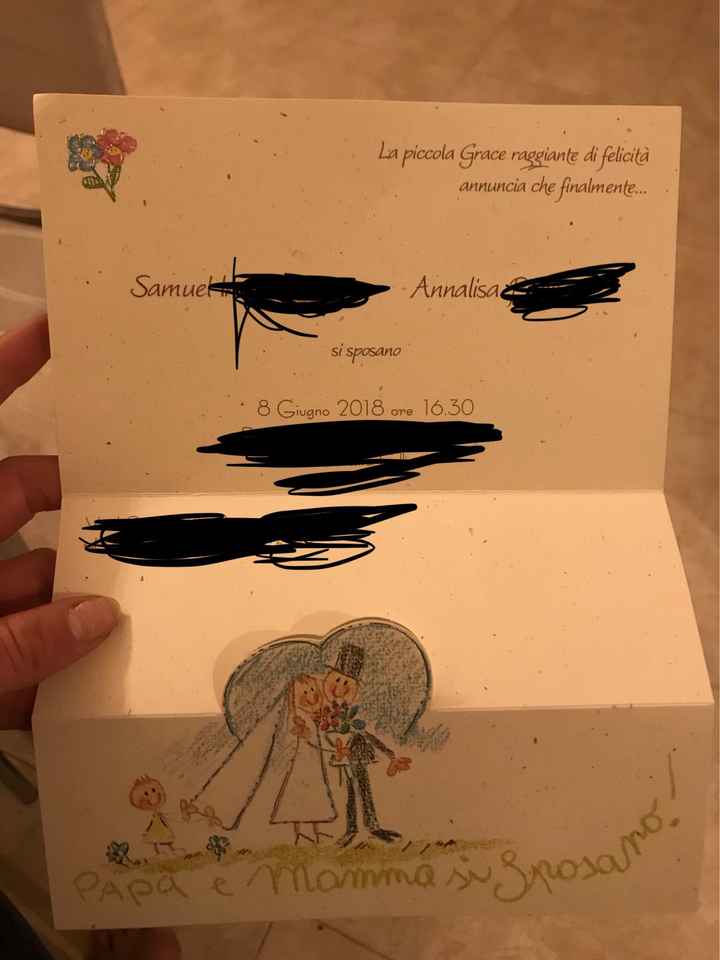 La piccola Grace raggiante di felicità
annuncia che finalmente...
Samuel Annalisa
si sposano
8 Giugno 2018 ore 16.30
PAPÀ e Mamma si Sposano!